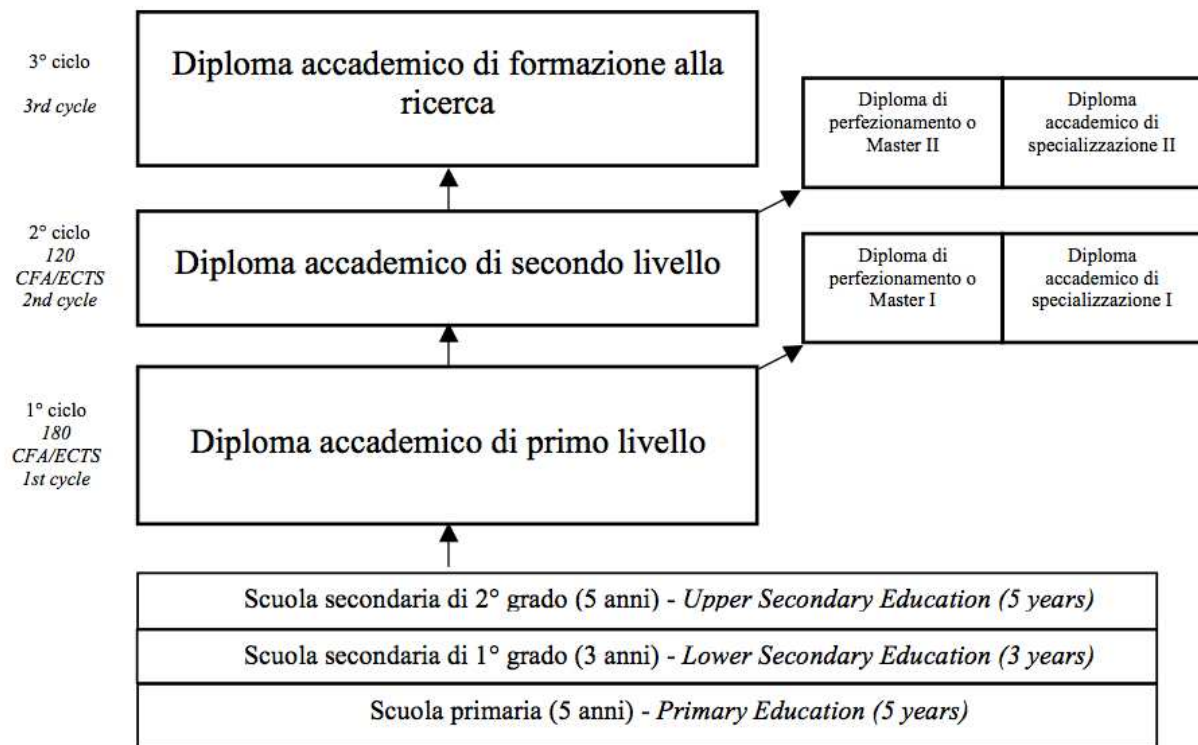 3° ciclo
3rd cycle
Diploma accademico di formazione alla
ricerca
Diploma di
perfezionamento o
Master II
Diploma
accademico di
specializzazione II
2° ciclo
120
CFA/ECTS
2nd cycle
Diploma accademico di secondo livello
Diploma di
perfezionamento o
Master I
Diploma
accademico di
specializzazione I
1° ciclo
180
CFA/ECTS
1st cycle
Diploma accademico di primo livello
Scuola secondaria di 2° grado (5 anni) - Upper Secondary Education (5 years)
Scuola secondaria di 1° grado (3 anni) - Lower Secondary Education (3 years)
Scuola primaria (5 anni) - Primary Education (5 years)